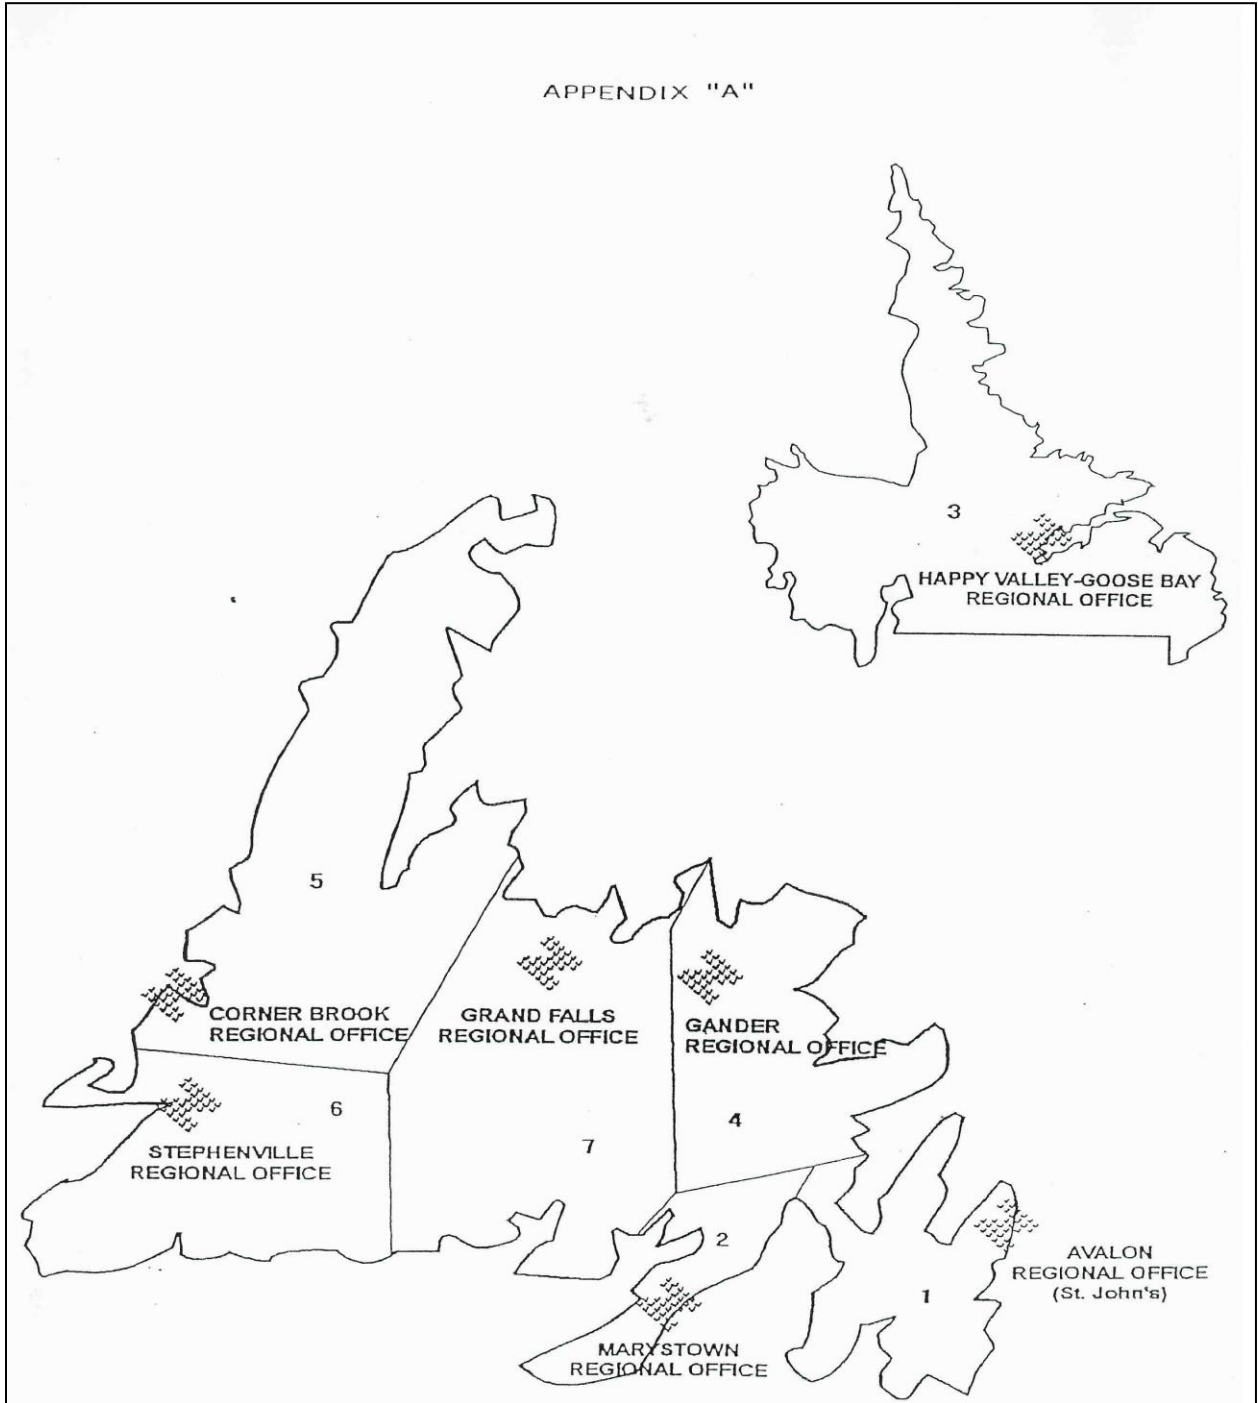 APPENDIX "A"
3
HAPPY VALLEY-GOOSE BAY
REGIONAL OFFICE
5
CORNER BROOK
REGIONAL OFFICE
GRAND FALLS
REGIONAL OFFICE
GANDER
REGIONAL OFFICE
6
STEPHENVILLE
REGIONAL OFFICE
7
4
2
1
AVALON
REGIONAL OFFICE
(St. John's)
MARYSTOWN
REGIONAL OFFICE